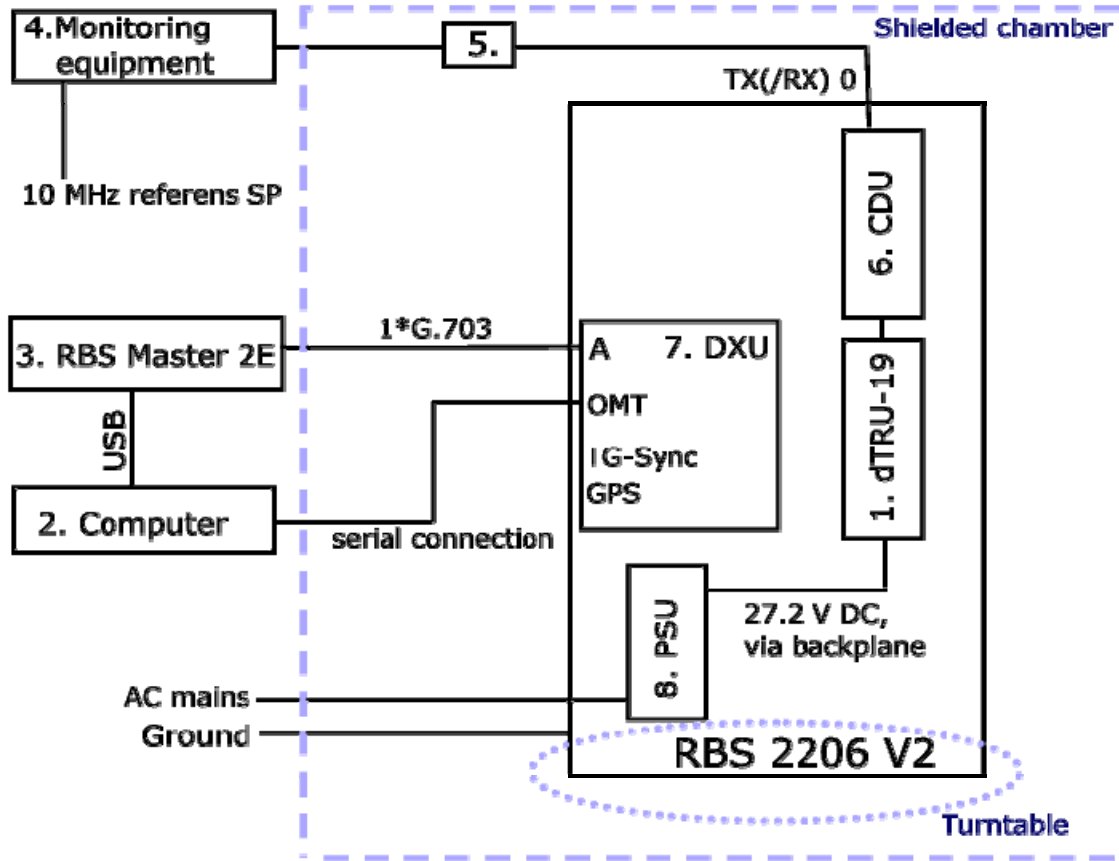 Shielded chamber
4.Monitoring
equipment
5.
TX(/RX) 0
10 MHz referens SP
6. CDU
3. RBS Master 2E
1*G.703
A
7. DXU
OMT
IG-Sync
GPS
1. dTRU-19
USB
2. Computer
serial connection
8. PSU
27.2 V DC,
via backplane
AC mains
Ground
RBS 2206 V2
Turntable